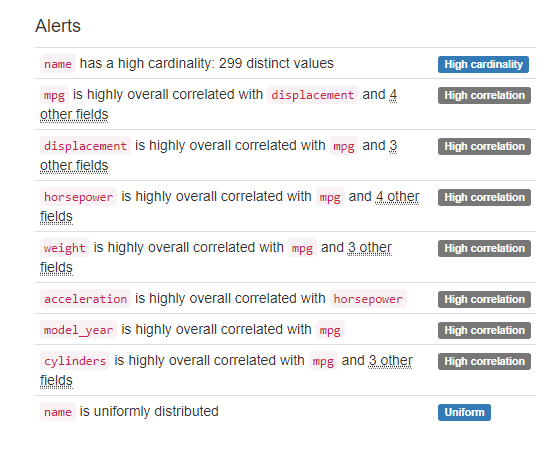 Alerts
name has a high cardinality: 299 distinct values High cardinality
mpg is highly overall correlated with displacement and 4 High correlation
other fields
displacement is highly overall correlated with mpg and 3 High correlation
other fields
horsepower is highly overall correlated with mpg and 4 other High correlation
fields
weight is highly overall correlated with mpg and 3 other High correlation
fields
acceleration is highly overall correlated with horsepower High correlation
model_year is highly overall correlated with mpg High correlation
cylinders is highly overall correlated with mpg and 3 other High correlation
fields
name is uniformly distributed Uniform